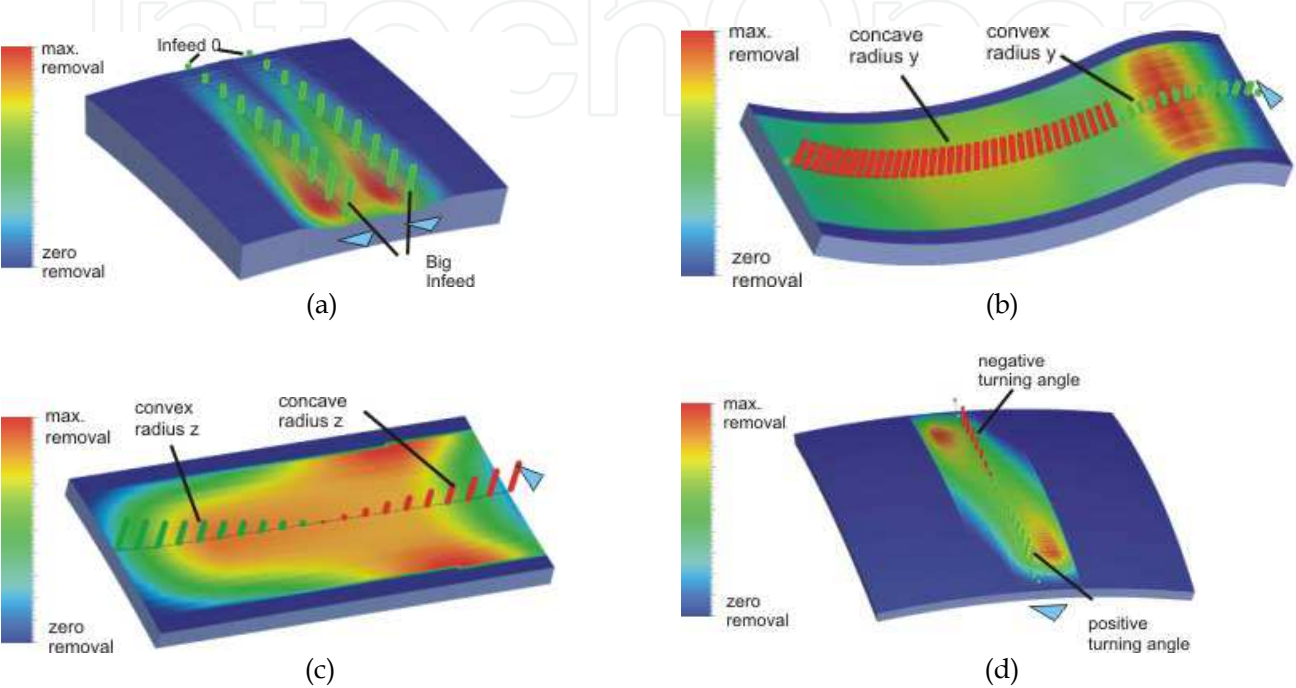 max.
removal
Infeed 0
zero
removal
Big
Infeed
(a)
max.
removal
concave
radius y
convex
radius y
zero
removal
(b)
max.
removal
convex
radius z
concave
radius z
zero
removal
(c)
max.
removal
negative
turning angle
zero
removal
positive
turning angle
(d)